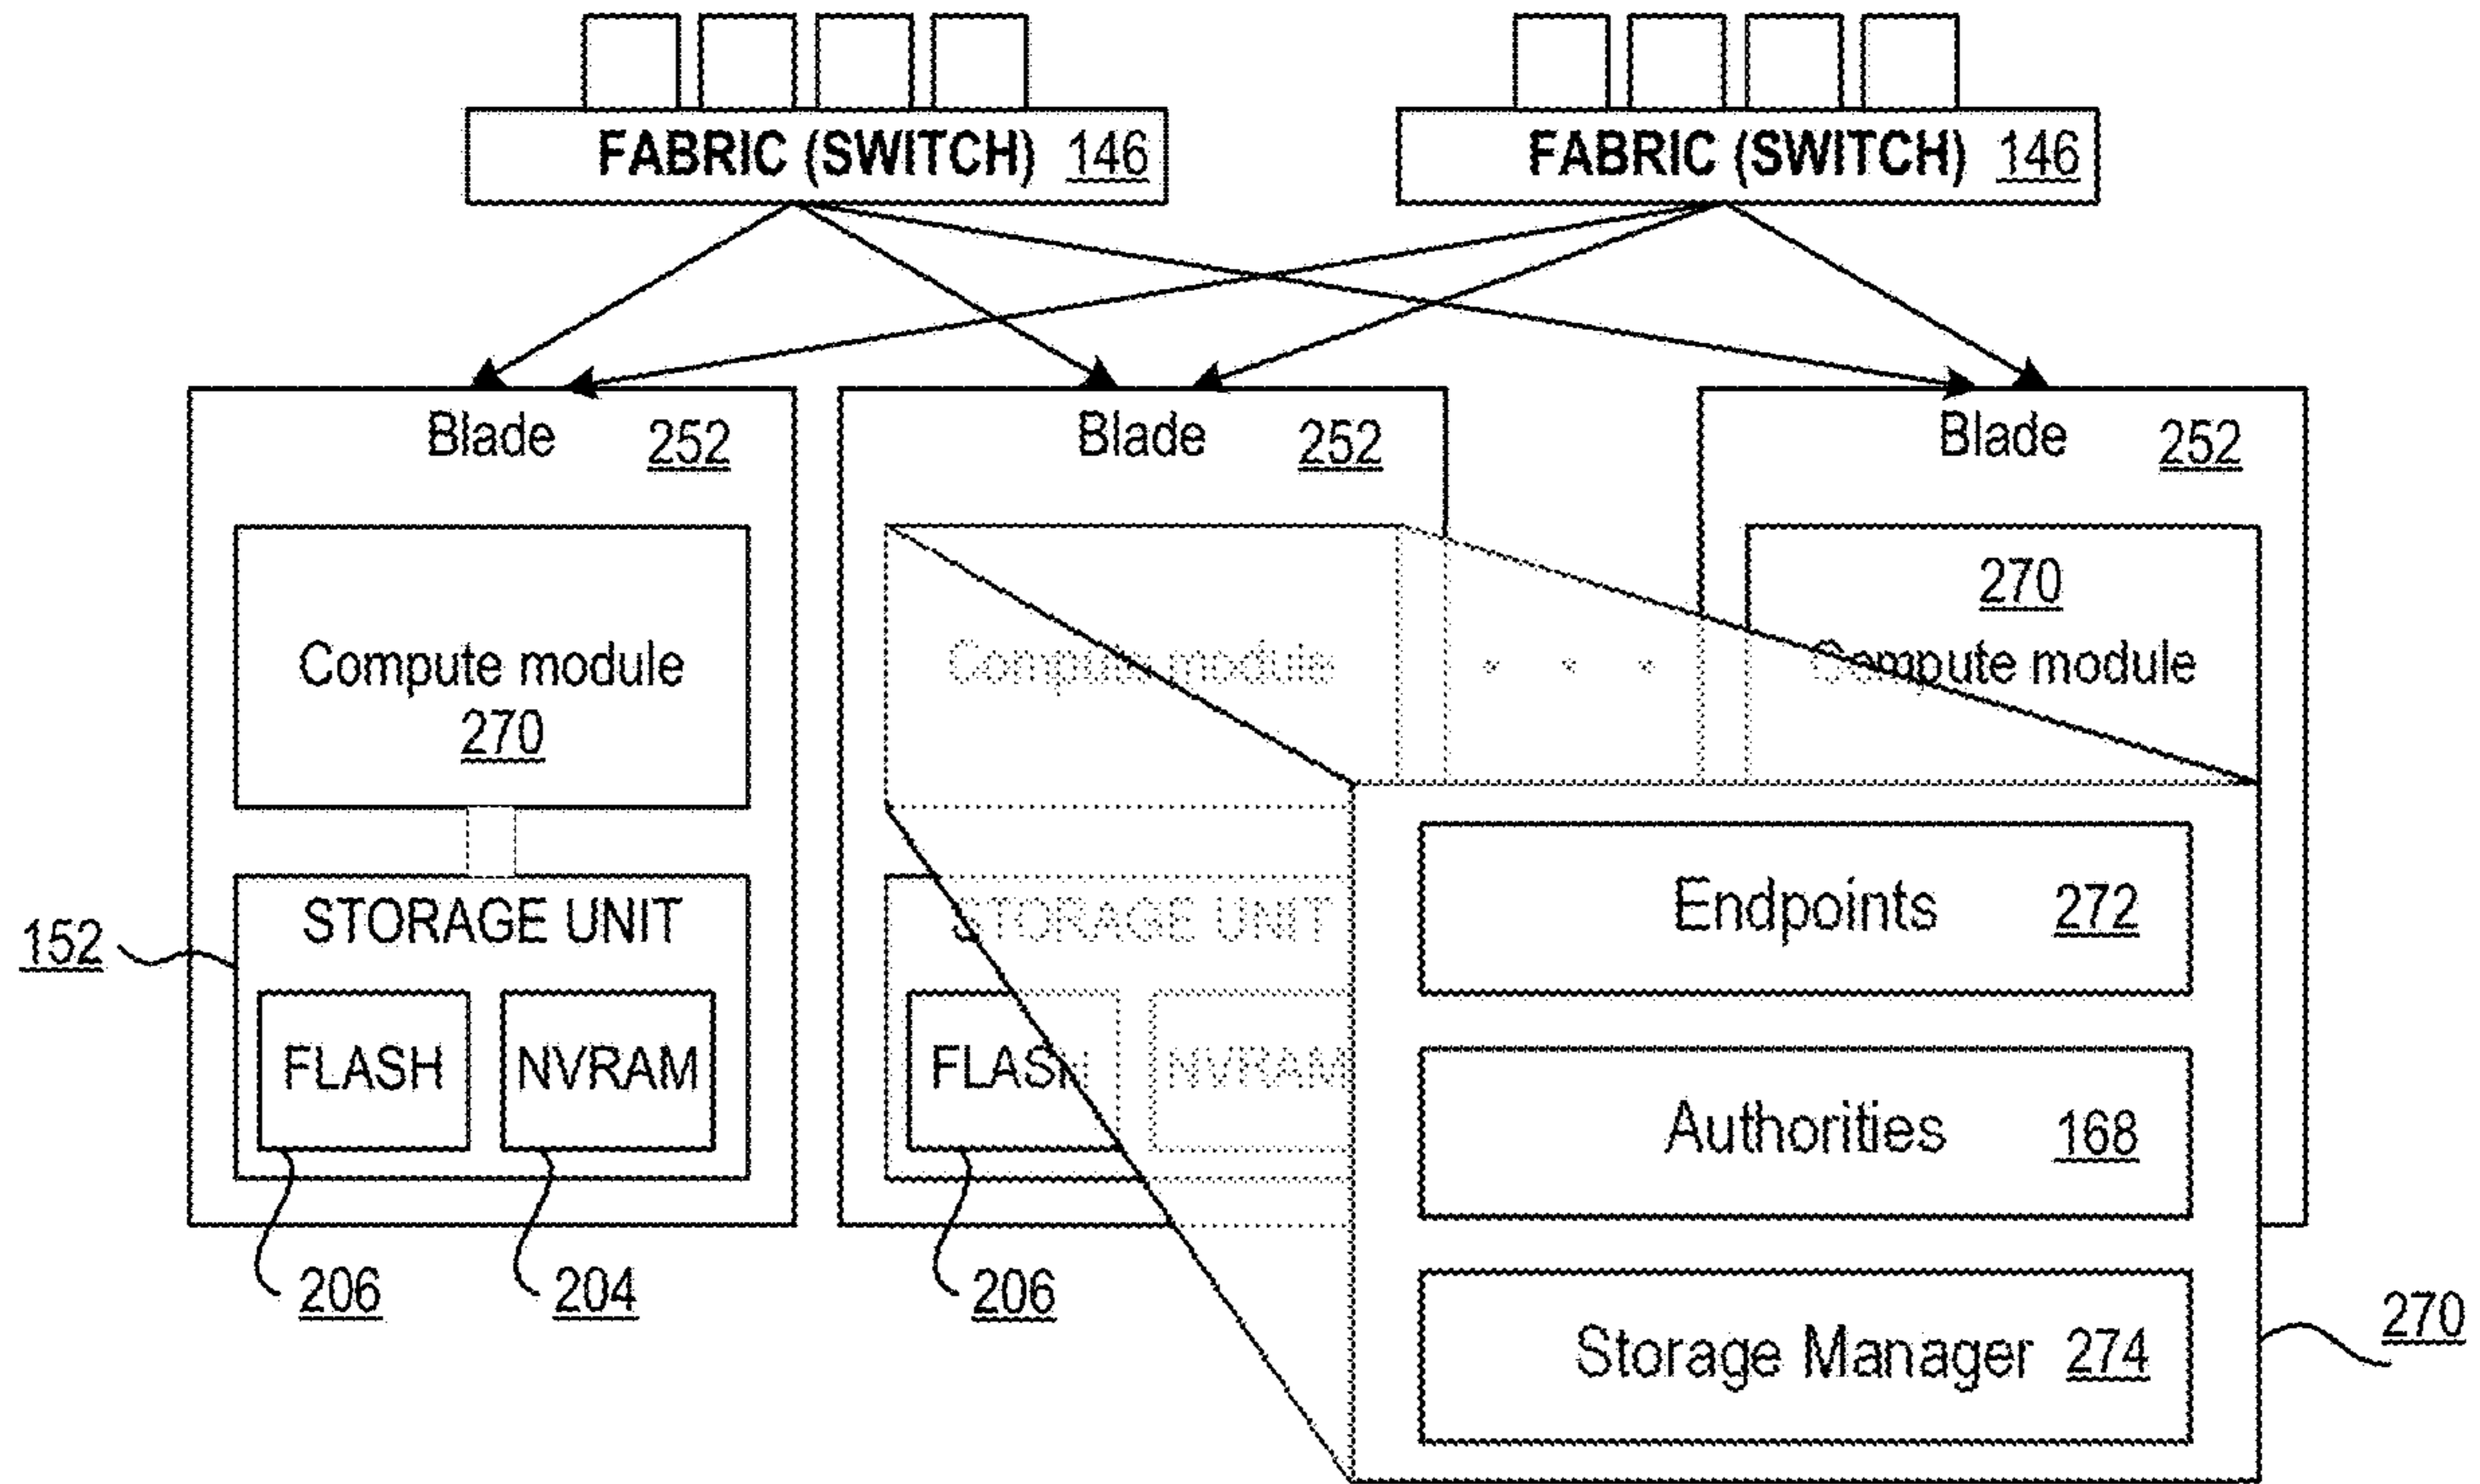 FABRIC (SWITCH) 146
FABRIC (SWITCH) 146
Blade 252
Blade 252
Blade 252
Compute module
270
Compute module
. . .
270
Compute module
152
STORAGE UNIT
FLASH
NVRAM
206
204
STORAGE UNIT
FLASH
NVRAM
206
Endpoints 272
Authorities 168
Storage Manager 274
270